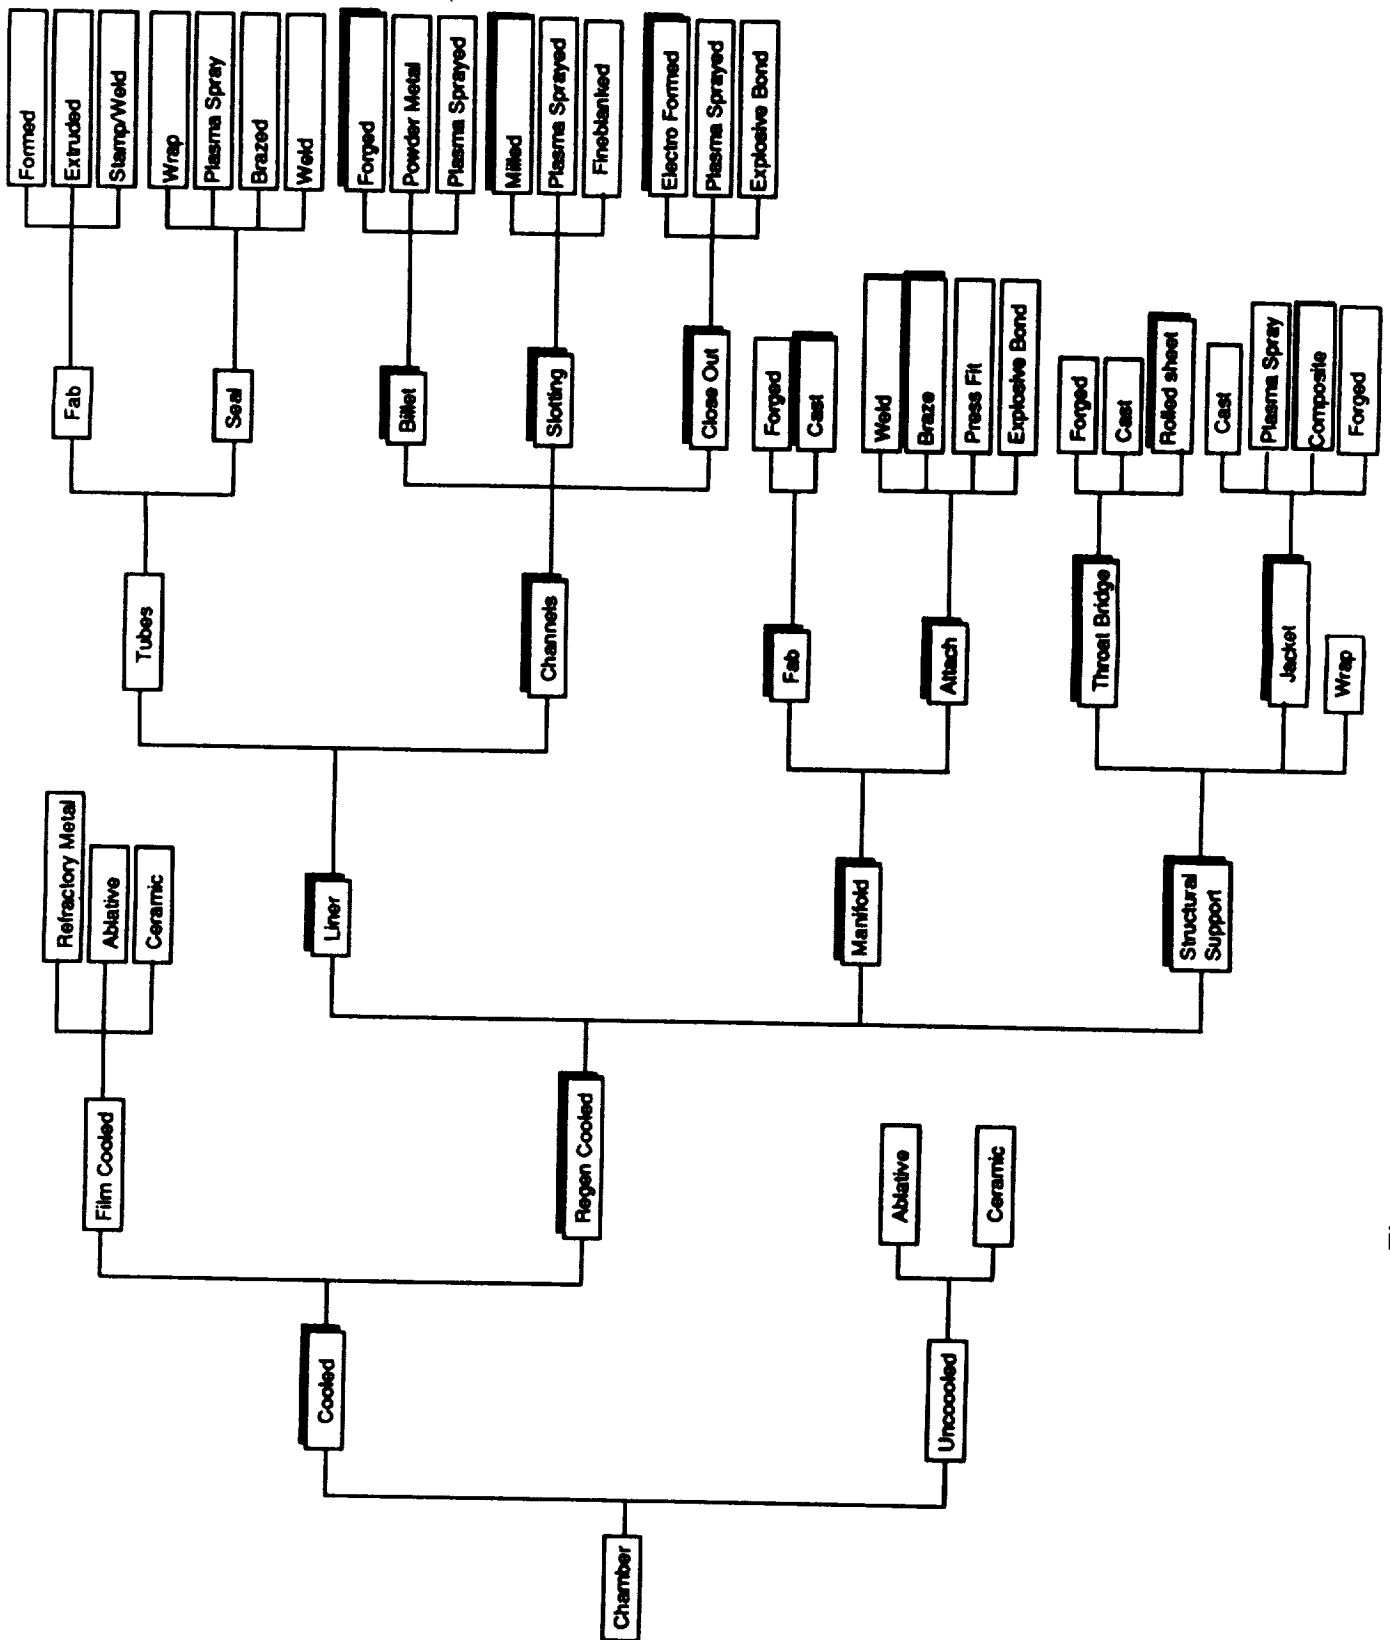 Chamber
Cooled
Uncooled
Film Cooled
Regen Cooled
Ablative
Ceramic
Refractory Metal
Ablative
Ceramic
Liner
Manifold
Structural
Support
Tubes
Channels
Fab
Attach
Throat Bridge
Jacket
Wrap
Fab
Seal
Billet
Slotting
Close Out
Forged
Cast
Weld
Braze
Press Fit
Explosive Bond
Forged
Cast
Rolled sheet
Cast
Plasma Spray
Composite
Forged
Formed
Extruded
Stamp/Weld
Wrap
Plasma Spray
Brazed
Weld
Forged
Powder Metal
Plasma Sprayed
Milled
Plasma Sprayed
Fineblanked
Electro Formed
Plasma Sprayed
Explosive Bond